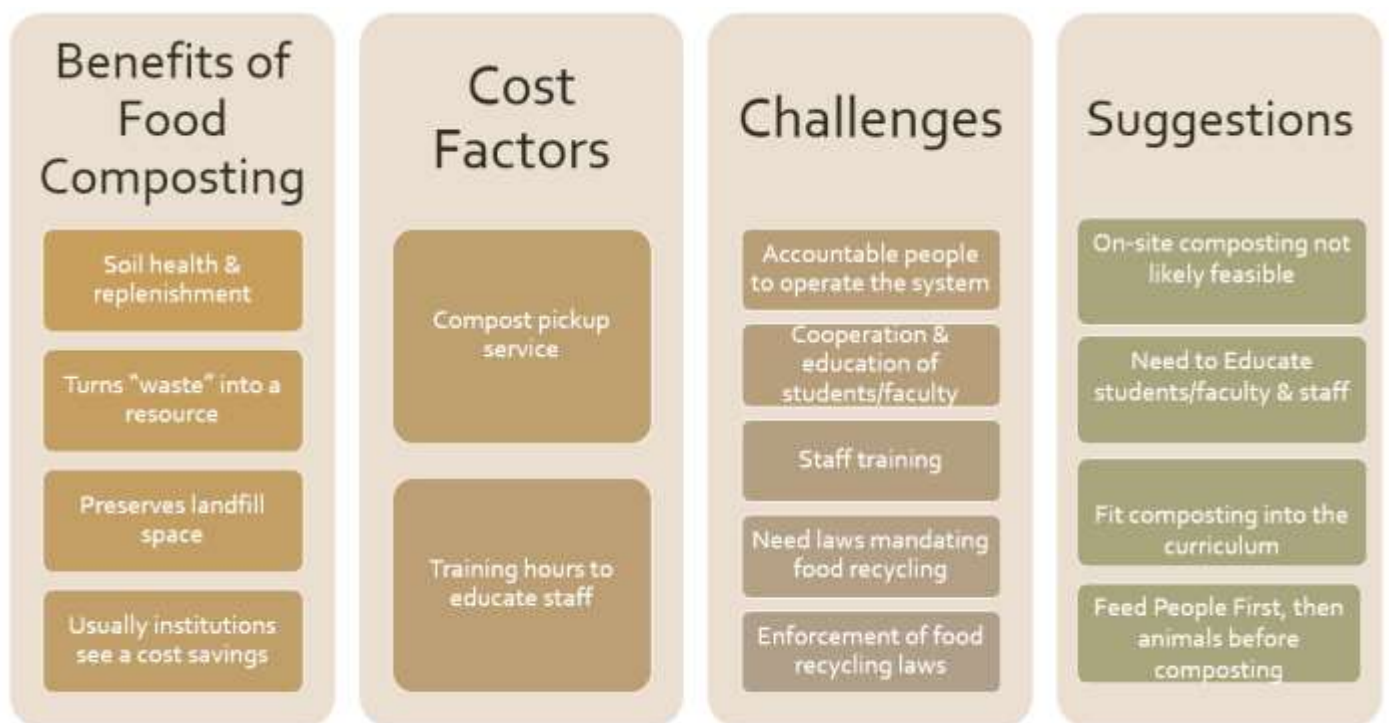 Benefits of
Food
Composting
Soil health &
replenishment
Turns "waste" into a
resource
Preserves landfill
space
Usually institutions
see a cost savings
Cost
Factors
Compost pickup
service
Training hours to
educate staff
Challenges
Accountable people
to operate the system
Cooperation &
education of
students/faculty
Staff training
Need laws mandating
food recycling
Enforcement of food
recycling laws
Suggestions
On-site composting not
likely feasible
Need to Educate
students/faculty & staff
Fit composting into the
curriculum
Feed People First, then
animals before
composting